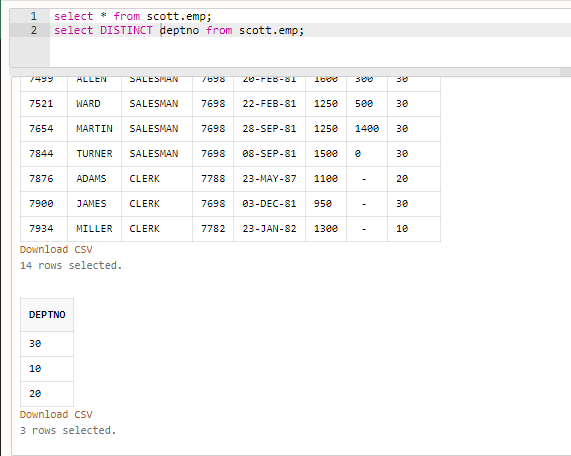 1 select * from scott.emp;
2 select DISTINCT deptno from scott.emp;
7499 ALLEN SALESMAN 7698 20-FEB-81 1600 300 30
7521 WARD SALESMAN 7698 22-FEB-81 1250 500 30
7654 MARTIN SALESMAN 7698 28-SEP-81 1250 1400 30
7844 TURNER SALESMAN 7698 08-SEP-81 1500 0 30
7876 ADAMS CLERK 7788 23-MAY-87 1100 - 20
7900 JAMES CLERK 7698 03-DEC-81 950 - 30
7934 MILLER CLERK 7782 23-JAN-82 1300 - 10
Download CSV
14 rows selected.
DEPTNO
30
10
20
Download CSV
3 rows selected.